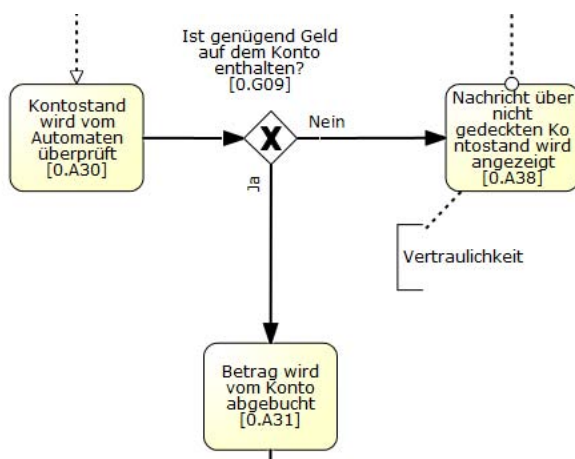 Ist genügend Geld
auf dem Konto
enthalten?
[0.G09]
Kontostand
wird vom
Automaten
überprüft
[0.A30]
Nein
Nachricht über
nicht
gedeckten Ko
ntostand wird
angezeigt
[0.A38]
Ja
Vertraulichkeit
Betrag wird
vom Konto
abgebucht
[0.A31]